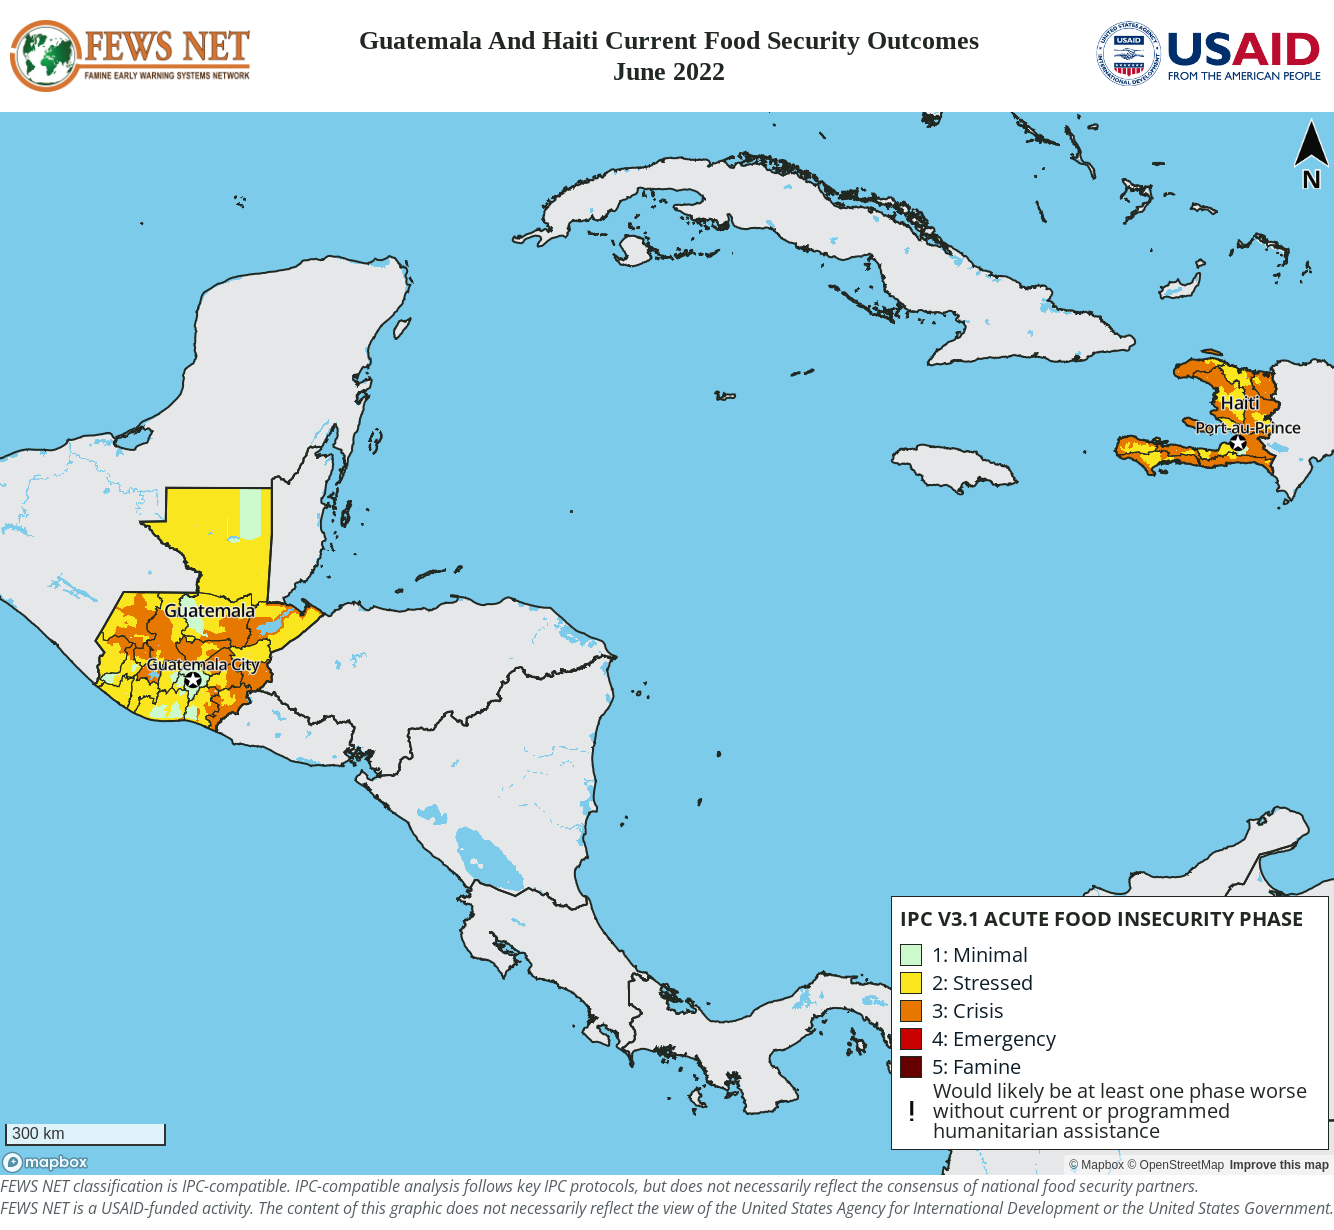 FEWS NET
FAMINE EARLY WARNING SYSTEMS NETWORK
Guatemala And Haiti Current Food Security Outcomes
June 2022
UNITED STATES AGENCY
USAID
INTERNATIONAL DEVELOPMENT
USAID
FROM THE AMERICAN PEOPLE
N
Haiti
Port-au-Prince
Guatemala
Guatemala City
IPC V3.1 ACUTE FOOD INSECURITY PHASE
1: Minimal
2: Stressed
3: Crisis
4: Emergency
5: Famine
! Would likely be at least one phase worse
without current or programmed
humanitarian assistance
300 km
mapbox
© Mapbox © OpenStreetMap Improve this map
FEWS NET classification is IPC-compatible. IPC-compatible analysis follows key IPC protocols, but does not necessarily reflect the consensus of national food security partners.
FEWS NET is a USAID-funded activity. The content of this graphic does not necessarily reflect the view of the United States Agency for International Development or the United States Government.